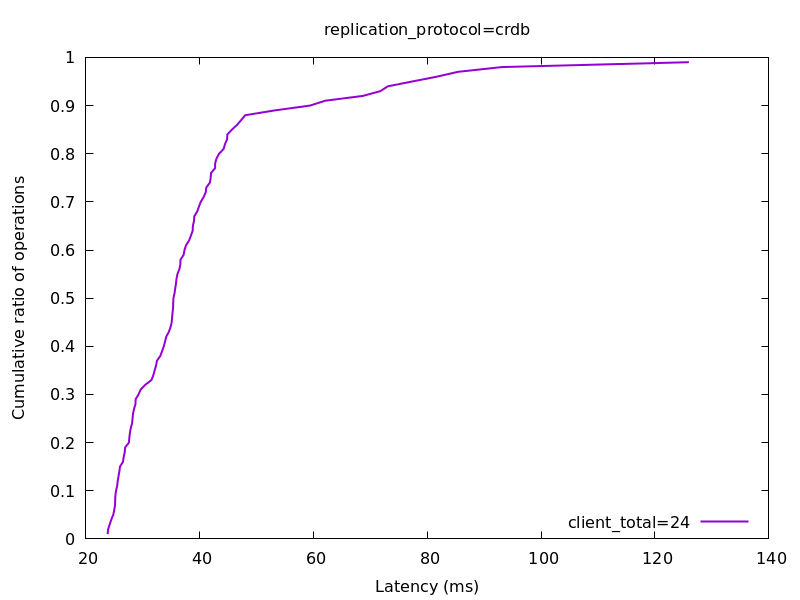 replication_protocol=crdb
1
0.9
0.8
0.7
0.6
0.5
0.4
0.3
0.2
0.1
0
Cumulative ratio of operations
client_total=24
20 40 60 80 100 120 140
Latency (ms)